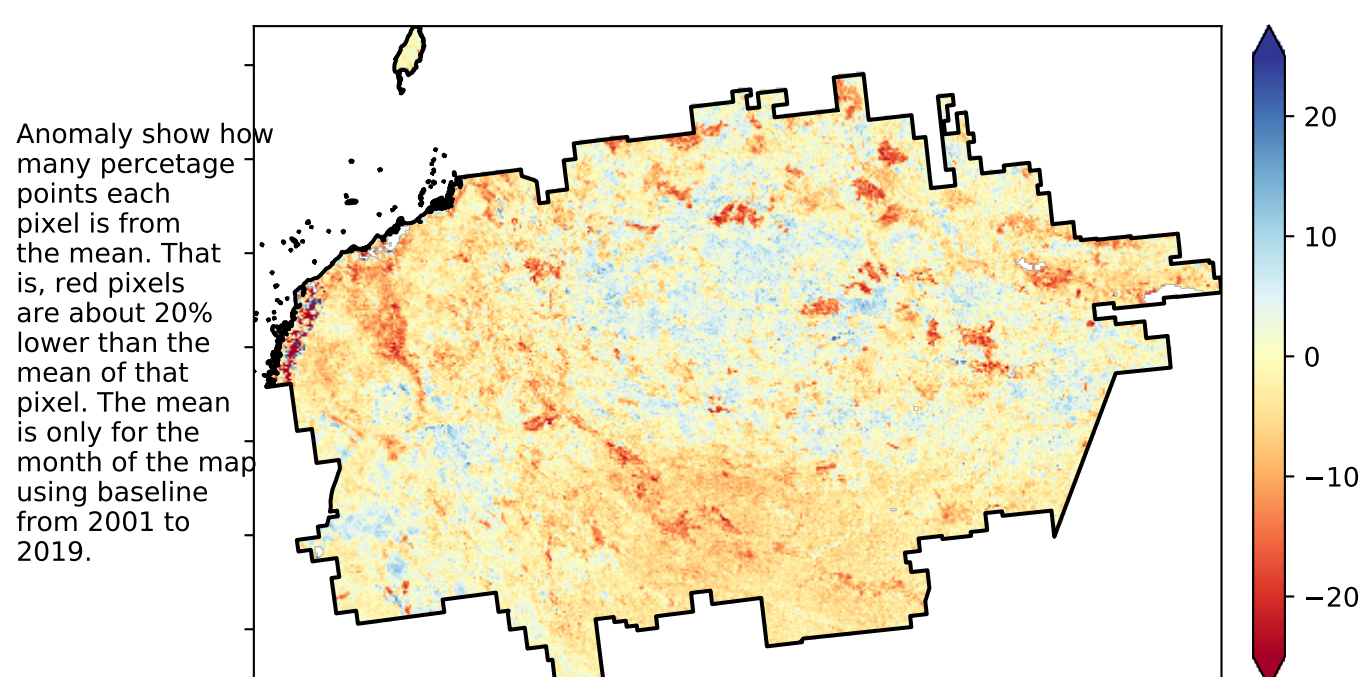 Anomaly show how
many percetage
points each
pixel is from
the mean. That
is, red pixels
are about 20%
lower than the
mean of that
pixel. The mean
is only for the
month of the map
using baseline
from 2001 to
2019.
20
10
0
−10
−20